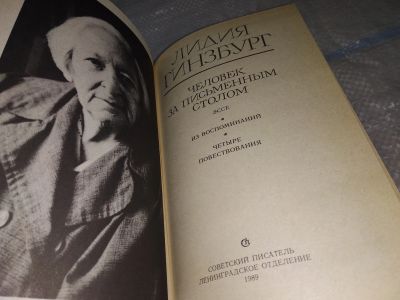 ЛИДИЯ
ГИНЗБУРГ
ЧЕЛОВЕК
ЗА ПИСЬМЕННЫМ
СТОЛОМ
ЭССЕ
ИЗ ВОСПОМИНАНИЙ
ЧЕТЫРЕ
ПОВЕСТВОВАНИЯ
СОВЕТСКИЙ ПИСАТЕЛЬ
ЛЕНИНГРАДСКОЕ ОТДЕЛЕНИЕ
1989